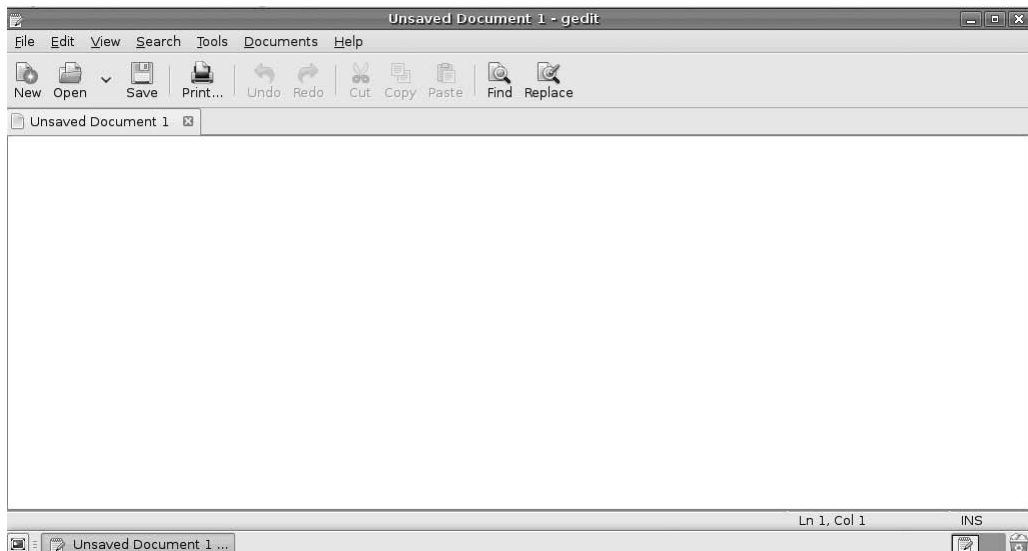 Unsaved Document 1 - gedit
File Edit View Search Tools Documents Help
New Open Save Print... Undo Redo Cut Copy Paste Find Replace
Unsaved Document 1
Ln 1, Col 1 INS
Unsaved Document 1 ...